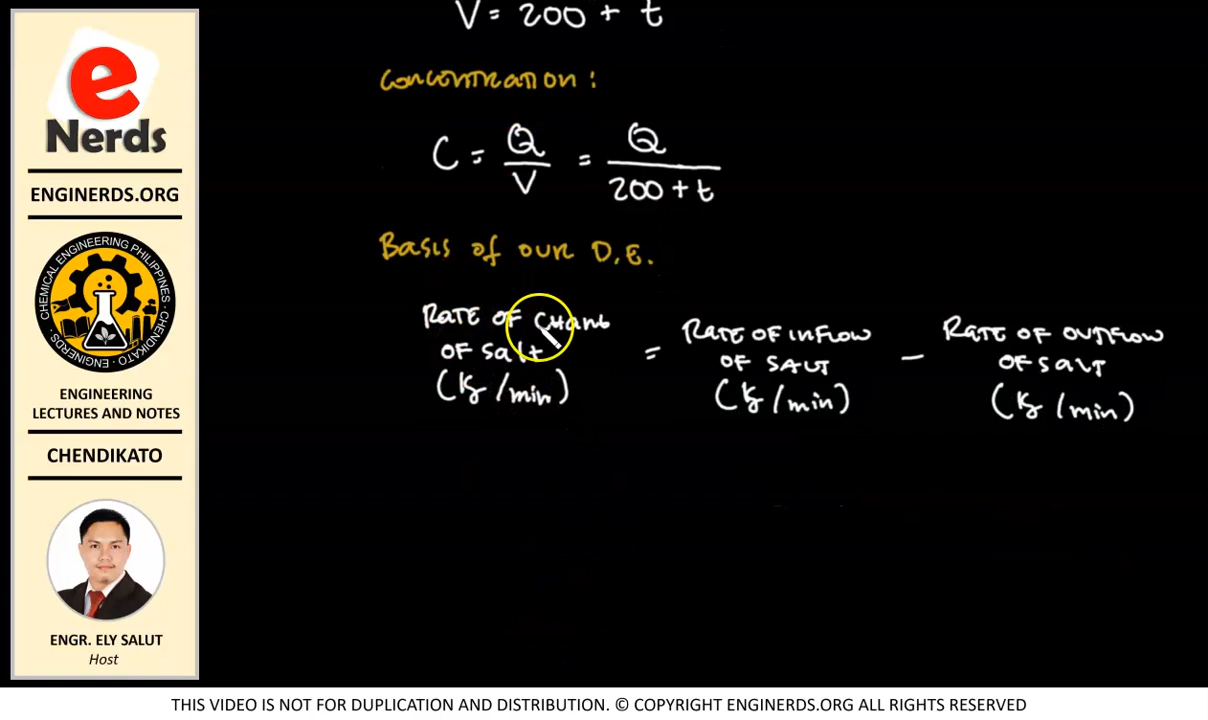 e
Nerds
ENGINERDS.ORG
CHEMICAL ENGINEERING PHILIPPINES
CHENDIKATO: ENGINERDS
ENGINEERING
LECTURES AND NOTES
CHENDIKATO
ENGR. ELY SALUT
Host
V = 200 + t
Concentration:
C = Q/V = Q/(200 + t)
Basis of our D.E.
RATE OF CHANG
OF salt
(kg/min)
=
RATE OF INFLOW
OF SALT
(kg/min)
−
RATE OF OUTFLOW
OF SALT
(kg/min)
THIS VIDEO IS NOT FOR DUPLICATION AND DISTRIBUTION. © COPYRIGHT ENGINERDS.ORG ALL RIGHTS RESERVED